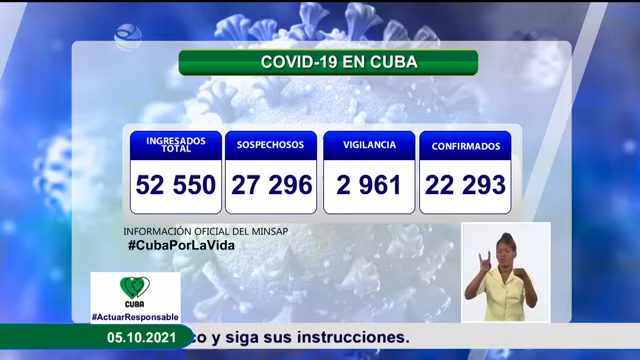 COVID-19 EN CUBA
INGRESADOS TOTAL
SOSPECHOSOS
VIGILANCIA
CONFIRMADOS
52 550
27 296
2 961
22 293
INFORMACIÓN OFICIAL DEL MINSAP
#CubaPorLaVida
CUBA
#ActuarResponsable
05.10.2021
co y siga sus instrucciones.